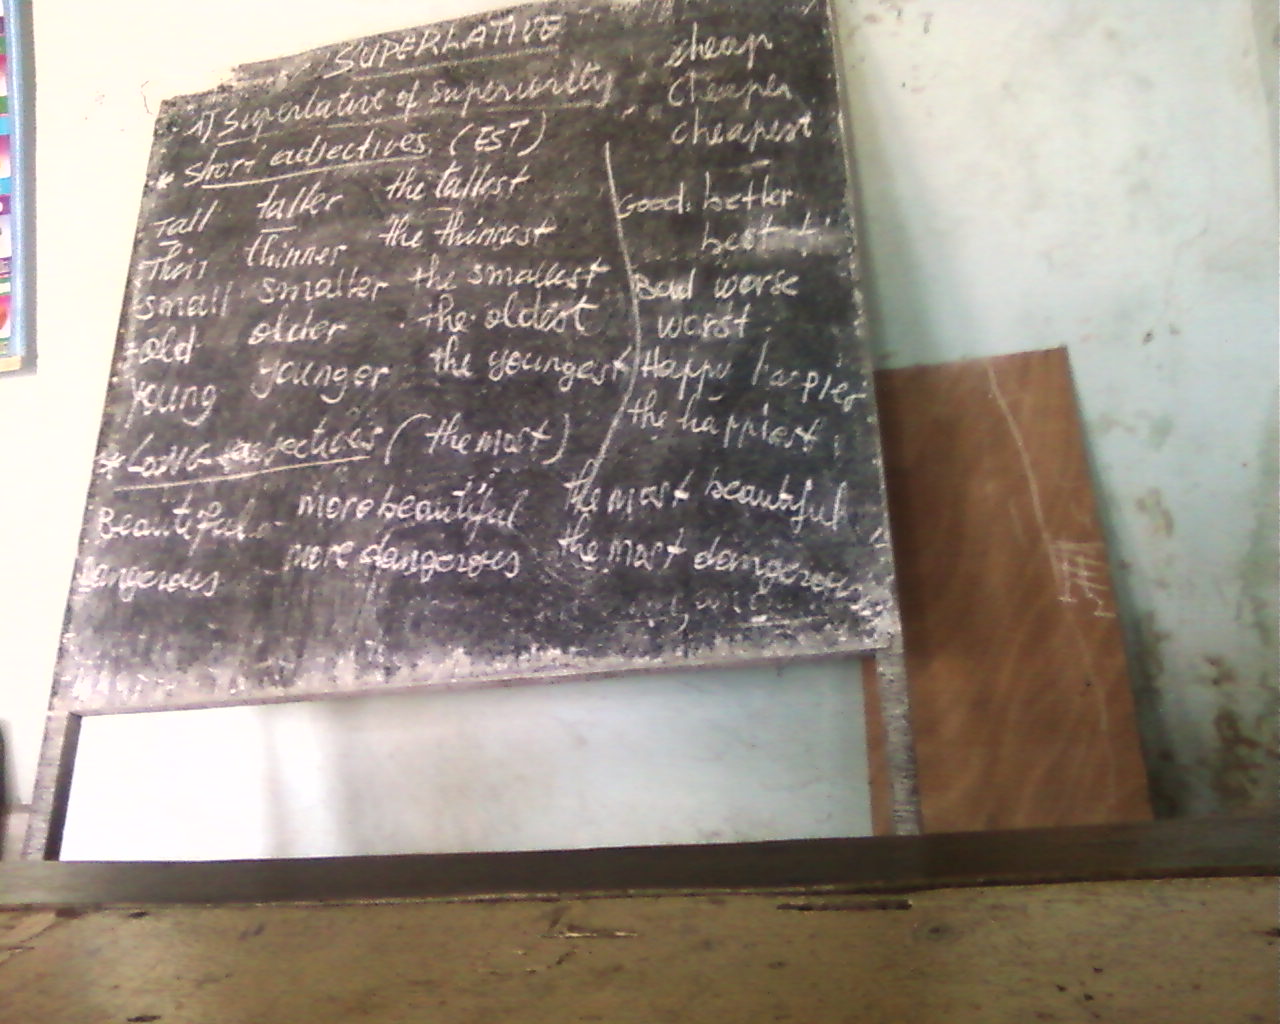 SUPERLATIVE
1) Superlative of superiority
* Short adjectives (EST)
Tall taller the tallest
Thin thinner the thinnest
small smaller the smallest
old older the oldest
young younger the youngest
* LONG adjectives (the most)
Beautiful more beautiful the most beautiful
Dangerous more dangerous the most dangerous
cheap
Cheaper
cheapest
Good better
best
Bad worse
worst
Happy happier
the happiest